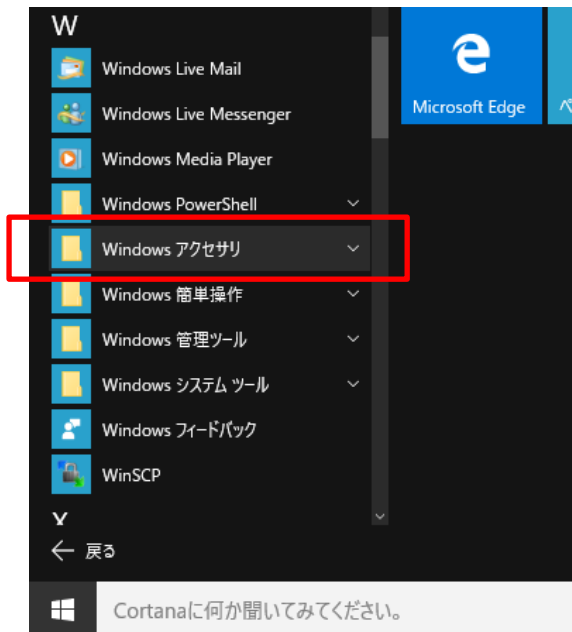 W
Windows Live Mail
Windows Live Messenger
Windows Media Player
Windows PowerShell
Windows アクセサリ
Windows 簡単操作
Windows 管理ツール
Windows システム ツール
Windows フィードバック
WinSCP
X
戻る
Cortanaに何か聞いてみてください。
Microsoft Edge